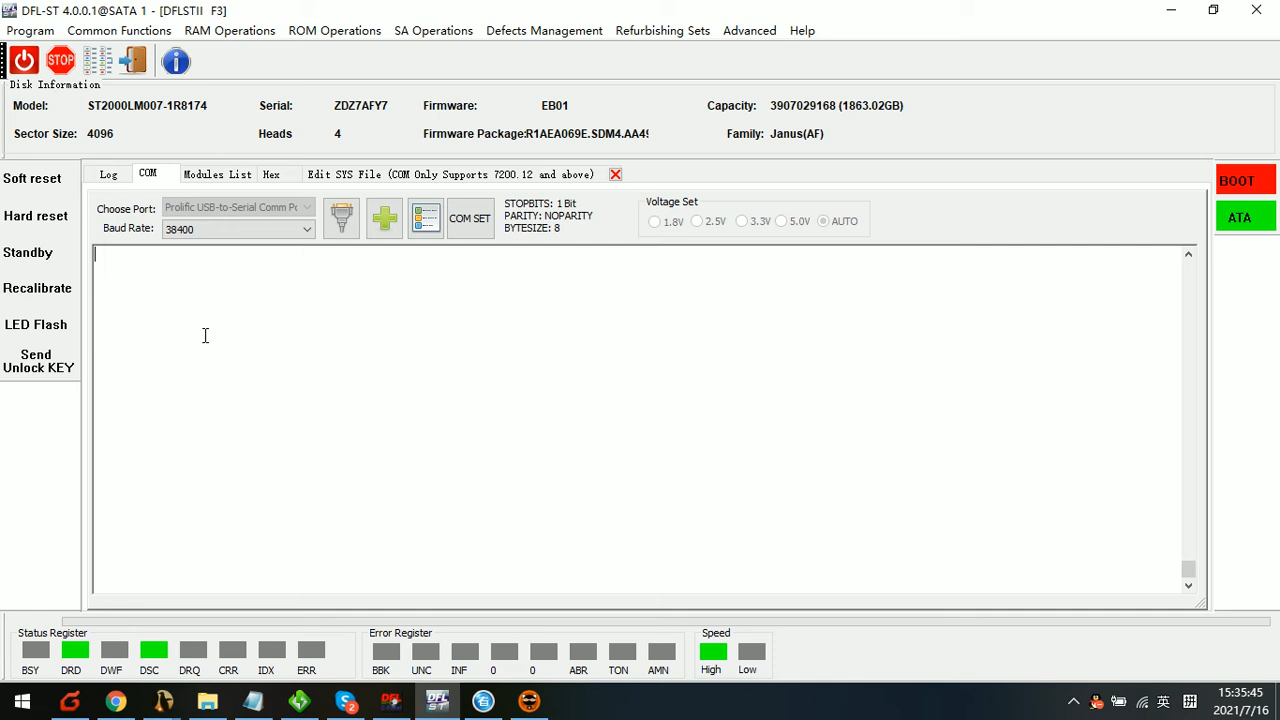 DFL-ST 4.0.0.1@SATA 1 - [DFLSTII F3]
Program Common Functions RAM Operations ROM Operations SA Operations Defects Management Refurbishing Sets Advanced Help
STOP
Disk Information
Model: ST2000LM007-1R8174 Serial: ZDZ7AFY7 Firmware: EB01 Capacity: 3907029168 (1863.02GB)
Sector Size: 4096 Heads 4 Firmware Package: R1AEA069E.SDM4.AA4 Family: Janus(AF)
Log COM Modules List Hex Edit SYS File (COM Only Supports 7200.12 and above)
Soft reset
Hard reset
Standby
Recalibrate
LED Flash
Send
Unlock KEY
Choose Port: Prolific USB-to-Serial Comm Po
Baud Rate: 38400
COM SET
STOPBITS: 1 Bit
PARITY: NOPARITY
BYTESIZE: 8
Voltage Set
1.8V 2.5V 3.3V 5.0V AUTO
BOOT
ATA
Status Register Error Register Speed
BSY DRD DWF DSC DRQ CRR IDX ERR BBK UNC INF 0 0 ABR TON AMN High Low
DFL
ST
2
英
15:35:45
2021/7/16